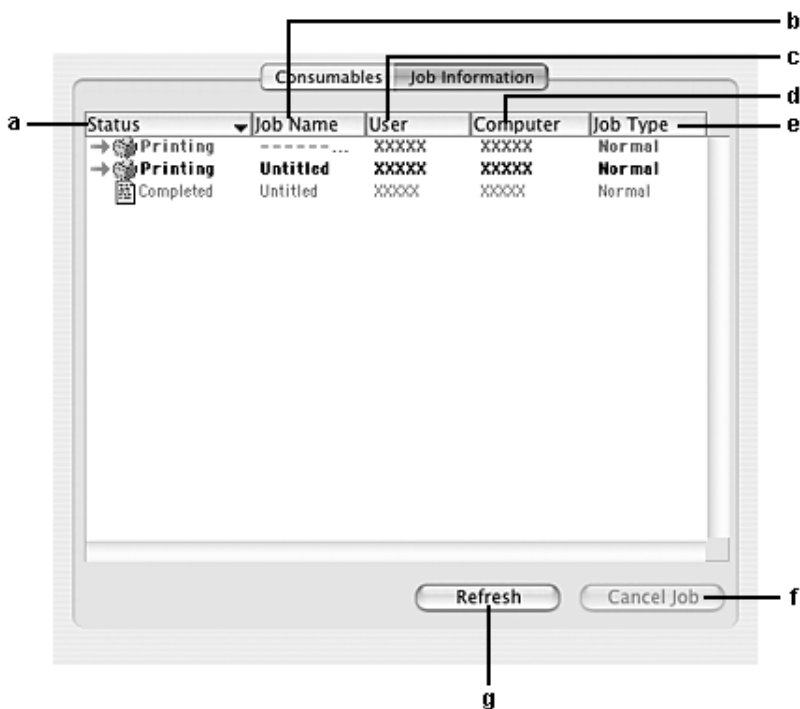 b
c
Consumables Job Information
d
a Status Job Name User Computer Job Type e
Printing ------... XXXXX XXXXX Normal
Printing Untitled XXXXX XXXXX Normal
Completed Untitled XXXXX XXXXX Normal
Refresh Cancel Job f
g